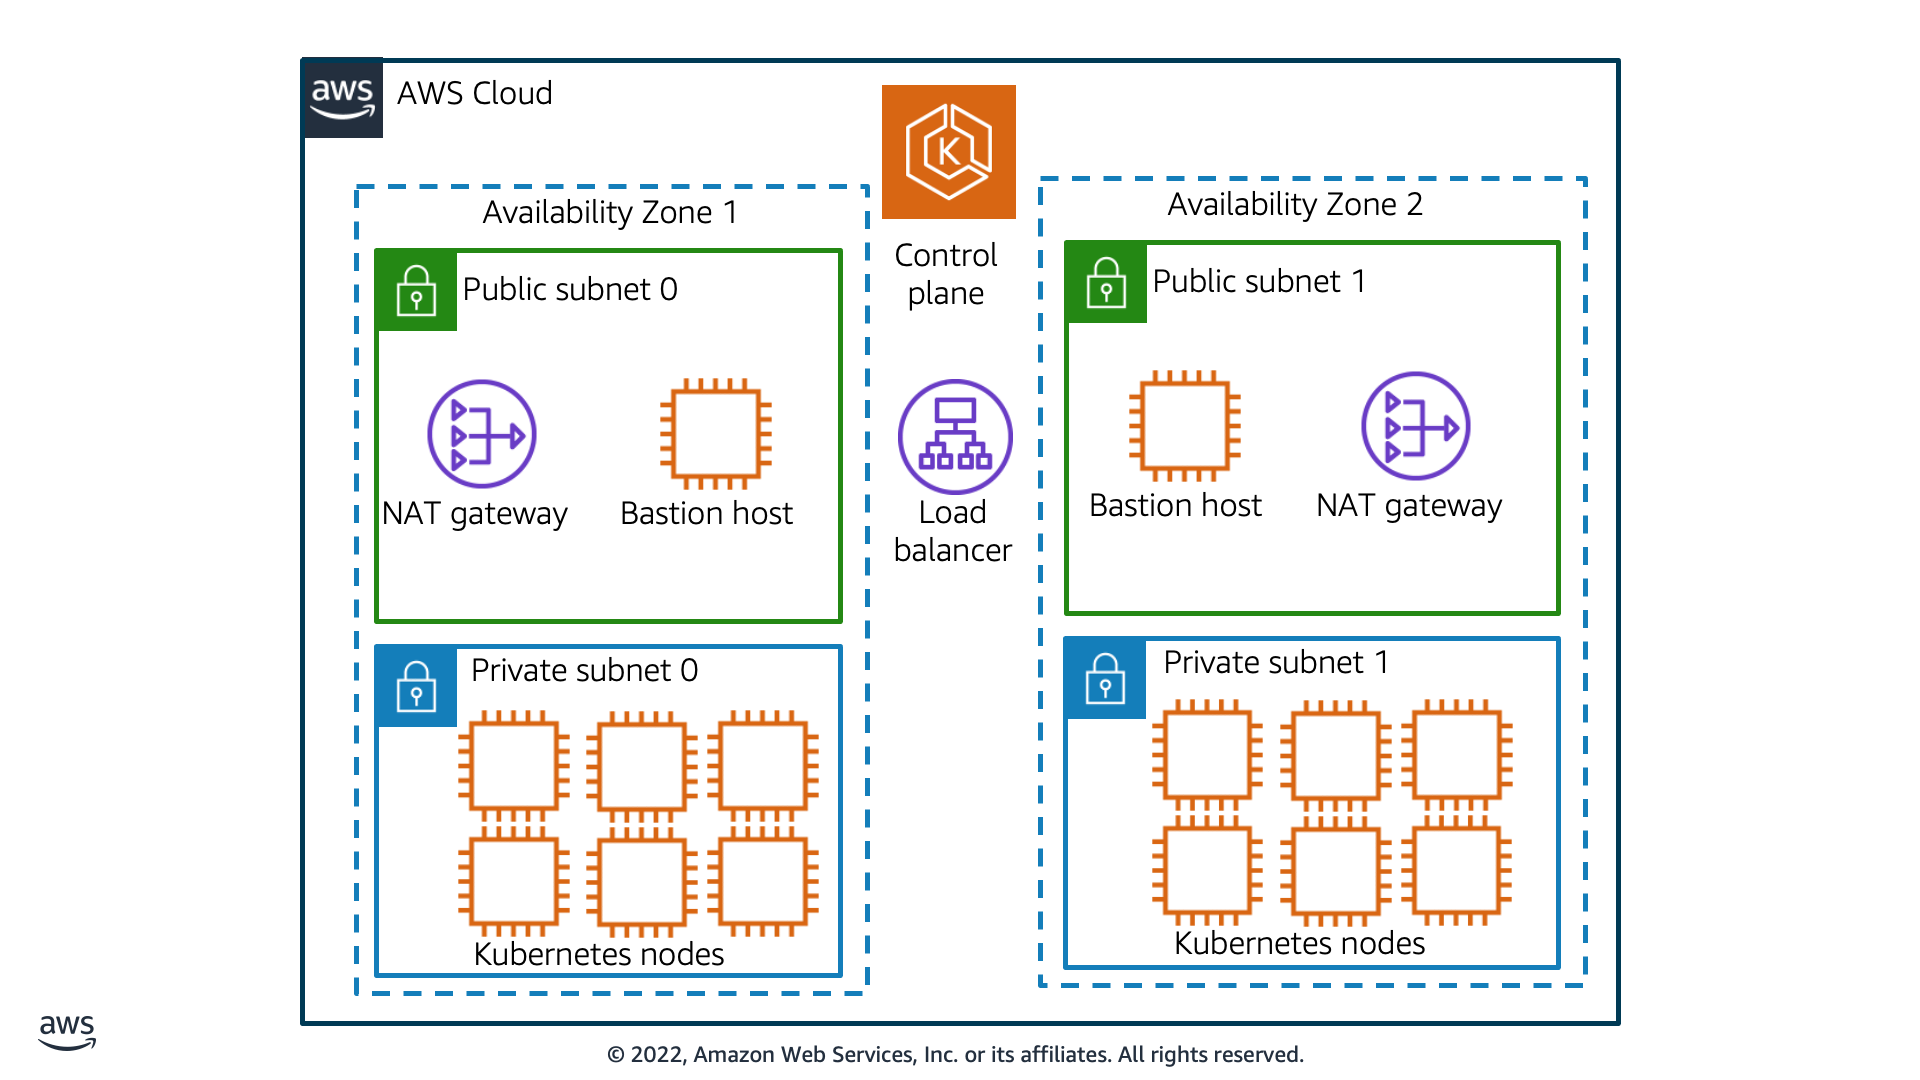 aws
AWS Cloud
K
Control
plane
Availability Zone 1
Public subnet 0
NAT gateway
Bastion host
Load
balancer
Private subnet 0
Kubernetes nodes
Availability Zone 2
Public subnet 1
Bastion host
NAT gateway
Private subnet 1
Kubernetes nodes
aws
© 2022, Amazon Web Services, Inc. or its affiliates. All rights reserved.